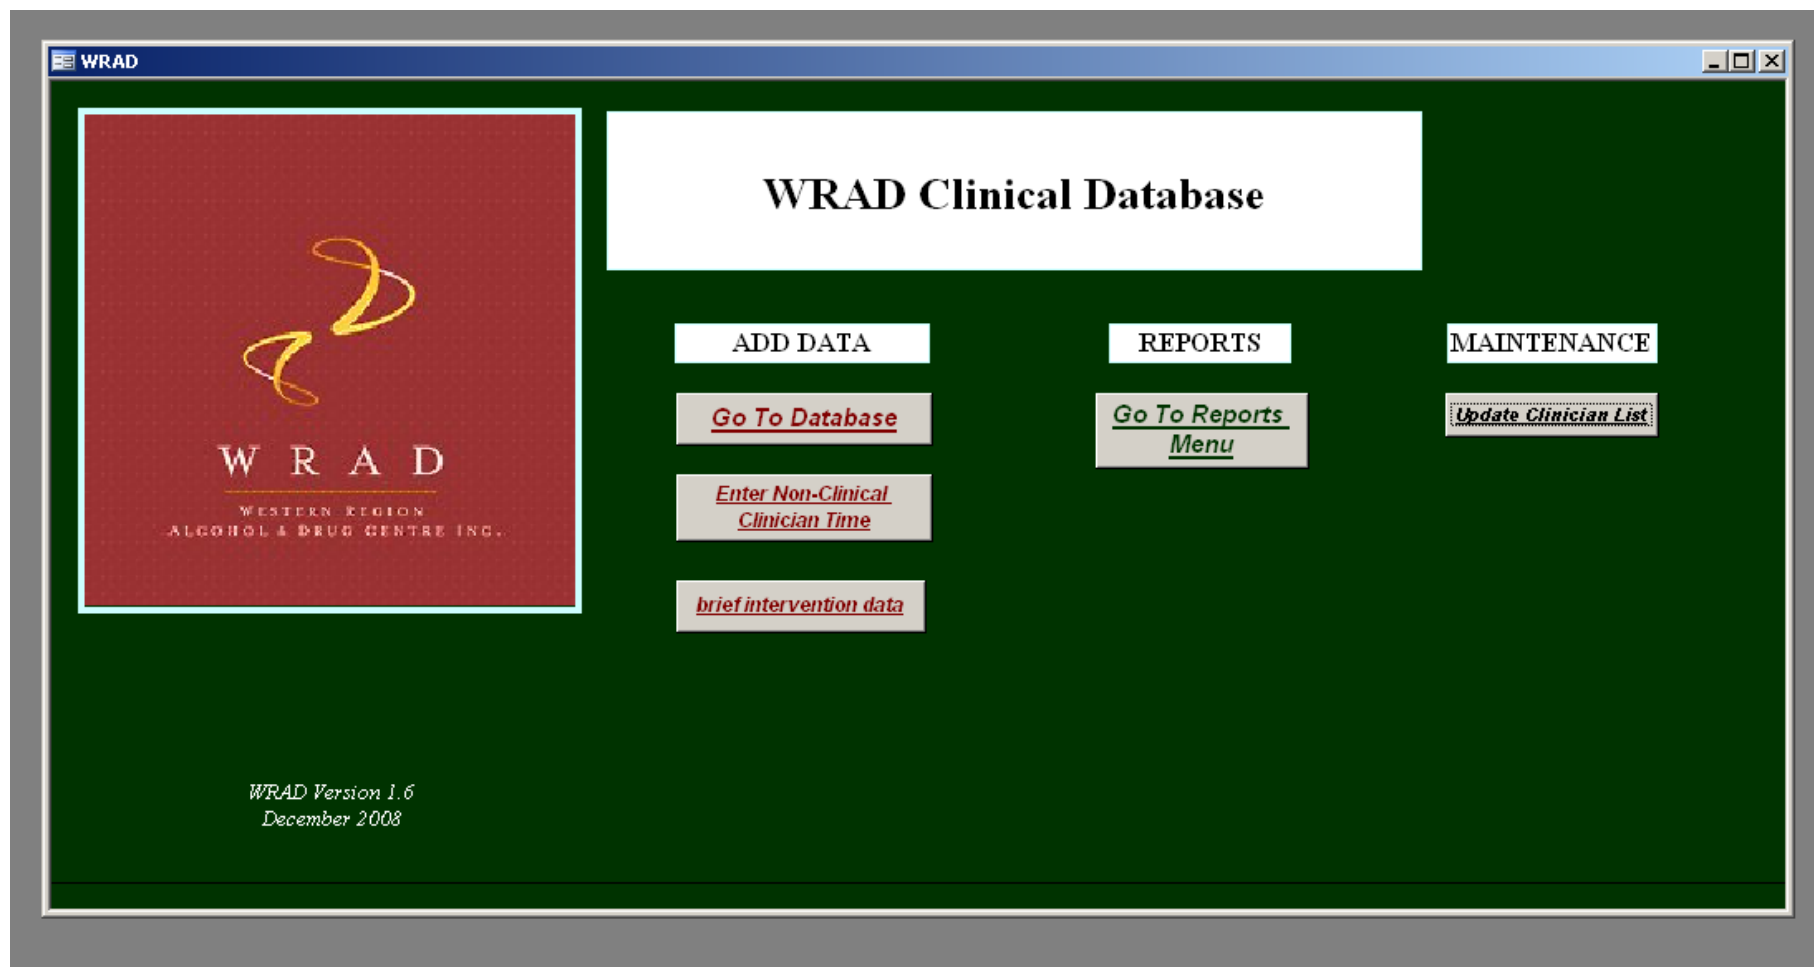 WRAD
WRAD Clinical Database
ADD DATA
REPORTS
MAINTENANCE
Go To Database
Go To Reports
Menu
Update Clinician List
Enter Non-Clinical
Clinician Time
brief intervention data
W R A D
WESTERN REGION
ALCOHOL & DRUG CENTRE INC.
WRAD Version 1.6
December 2008